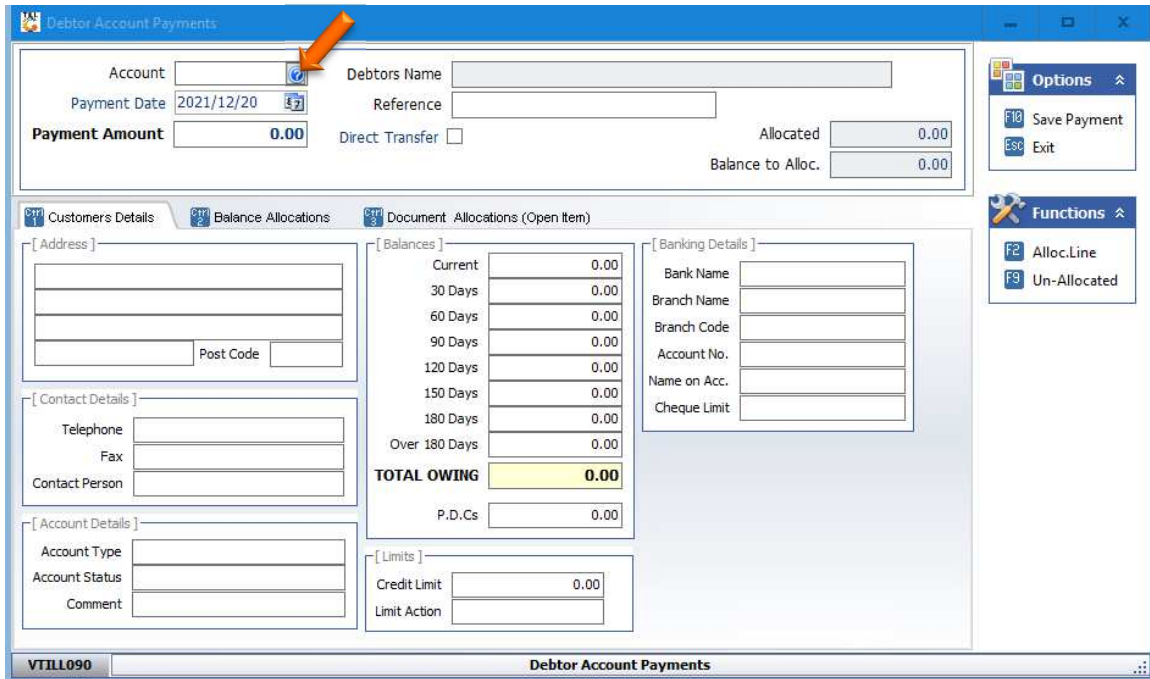 Debtor Account Payments
Account
Debtors Name
Payment Date 2021/12/20
Reference
Payment Amount 0.00
Direct Transfer
Allocated 0.00
Balance to Alloc. 0.00
Options
F10 Save Payment
Esc Exit
Functions
F2 Alloc.Line
F9 Un-Allocated
Ctrl 1 Customers Details
Ctrl 2 Balance Allocations
Ctrl 3 Document Allocations (Open Item)
[ Address ]
Post Code
[ Contact Details ]
Telephone
Fax
Contact Person
[ Account Details ]
Account Type
Account Status
Comment
[ Balances ]
Current 0.00
30 Days 0.00
60 Days 0.00
90 Days 0.00
120 Days 0.00
150 Days 0.00
180 Days 0.00
Over 180 Days 0.00
TOTAL OWING 0.00
P.D.Cs 0.00
[ Limits ]
Credit Limit 0.00
Limit Action
[ Banking Details ]
Bank Name
Branch Name
Branch Code
Account No.
Name on Acc.
Cheque Limit
VTILL090
Debtor Account Payments